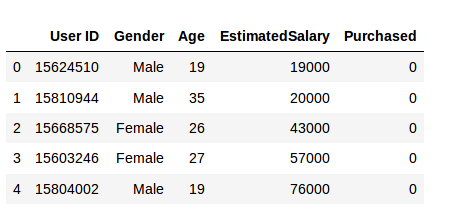 User ID Gender Age EstimatedSalary Purchased
0 15624510 Male 19 19000 0
1 15810944 Male 35 20000 0
2 15668575 Female 26 43000 0
3 15603246 Female 27 57000 0
4 15804002 Male 19 76000 0